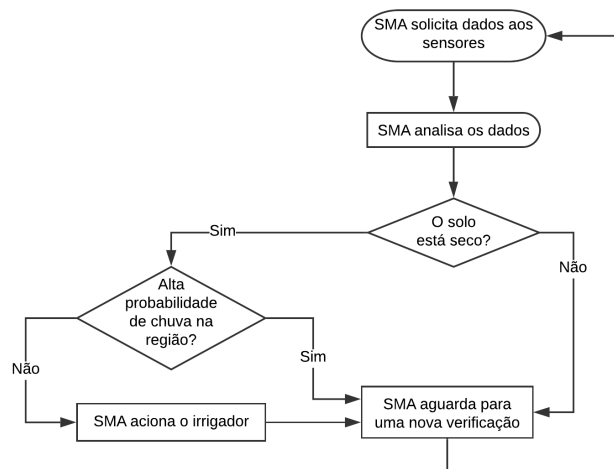 SMA solicita dados aos
sensores
SMA analisa os dados
O solo
está seco?
Sim
Não
Alta
probabilidade
de chuva na
região?
Não
Sim
SMA aciona o irrigador
SMA aguarda para
uma nova verificação